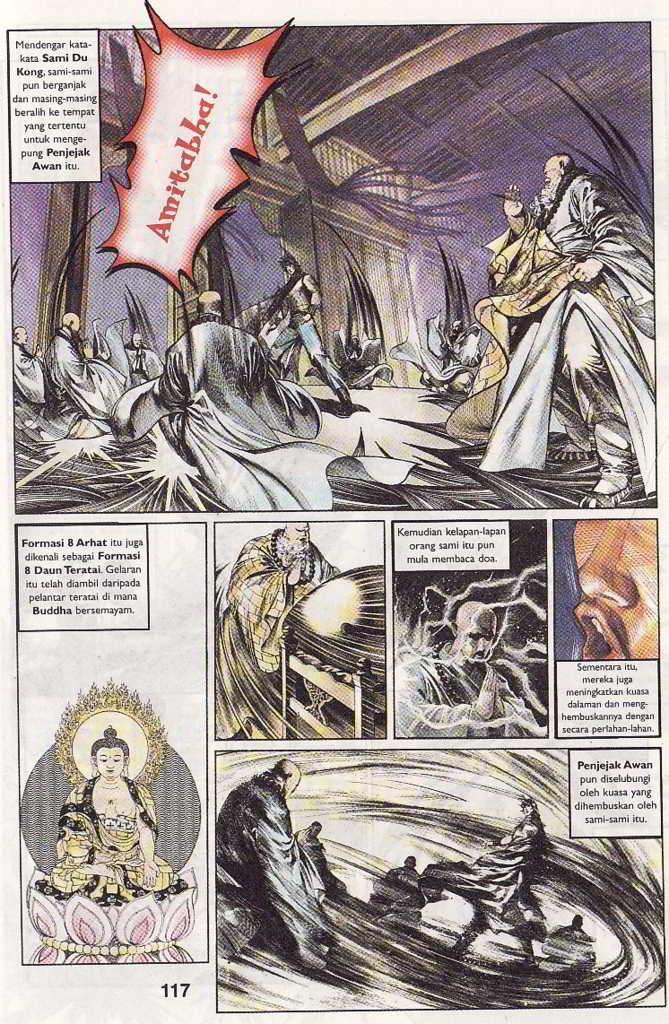 Mendengar kata-
kata Sami Du
Kong, sami-sami
pun berganjak
dan masing-masing
beralih ke tempat
yang tertentu
untuk menge-
pung Penjejak
Awan itu.
Amitabha!
Formasi 8 Arhat itu juga
dikenali sebagai Formasi
8 Daun Teratai. Gelaran
itu telah diambil daripada
pelantar teratai di mana
Buddha bersemayam.
Kemudian kelapan-lapan
orang sami itu pun
mula membaca doa.
Sementara itu,
mereka juga
meningkatkan kuasa
dalaman dan meng-
hembuskannya dengan
secara perlahan-lahan.
Penjejak Awan
pun diselubungi
oleh kuasa yang
dihembuskan oleh
sami-sami itu.
117